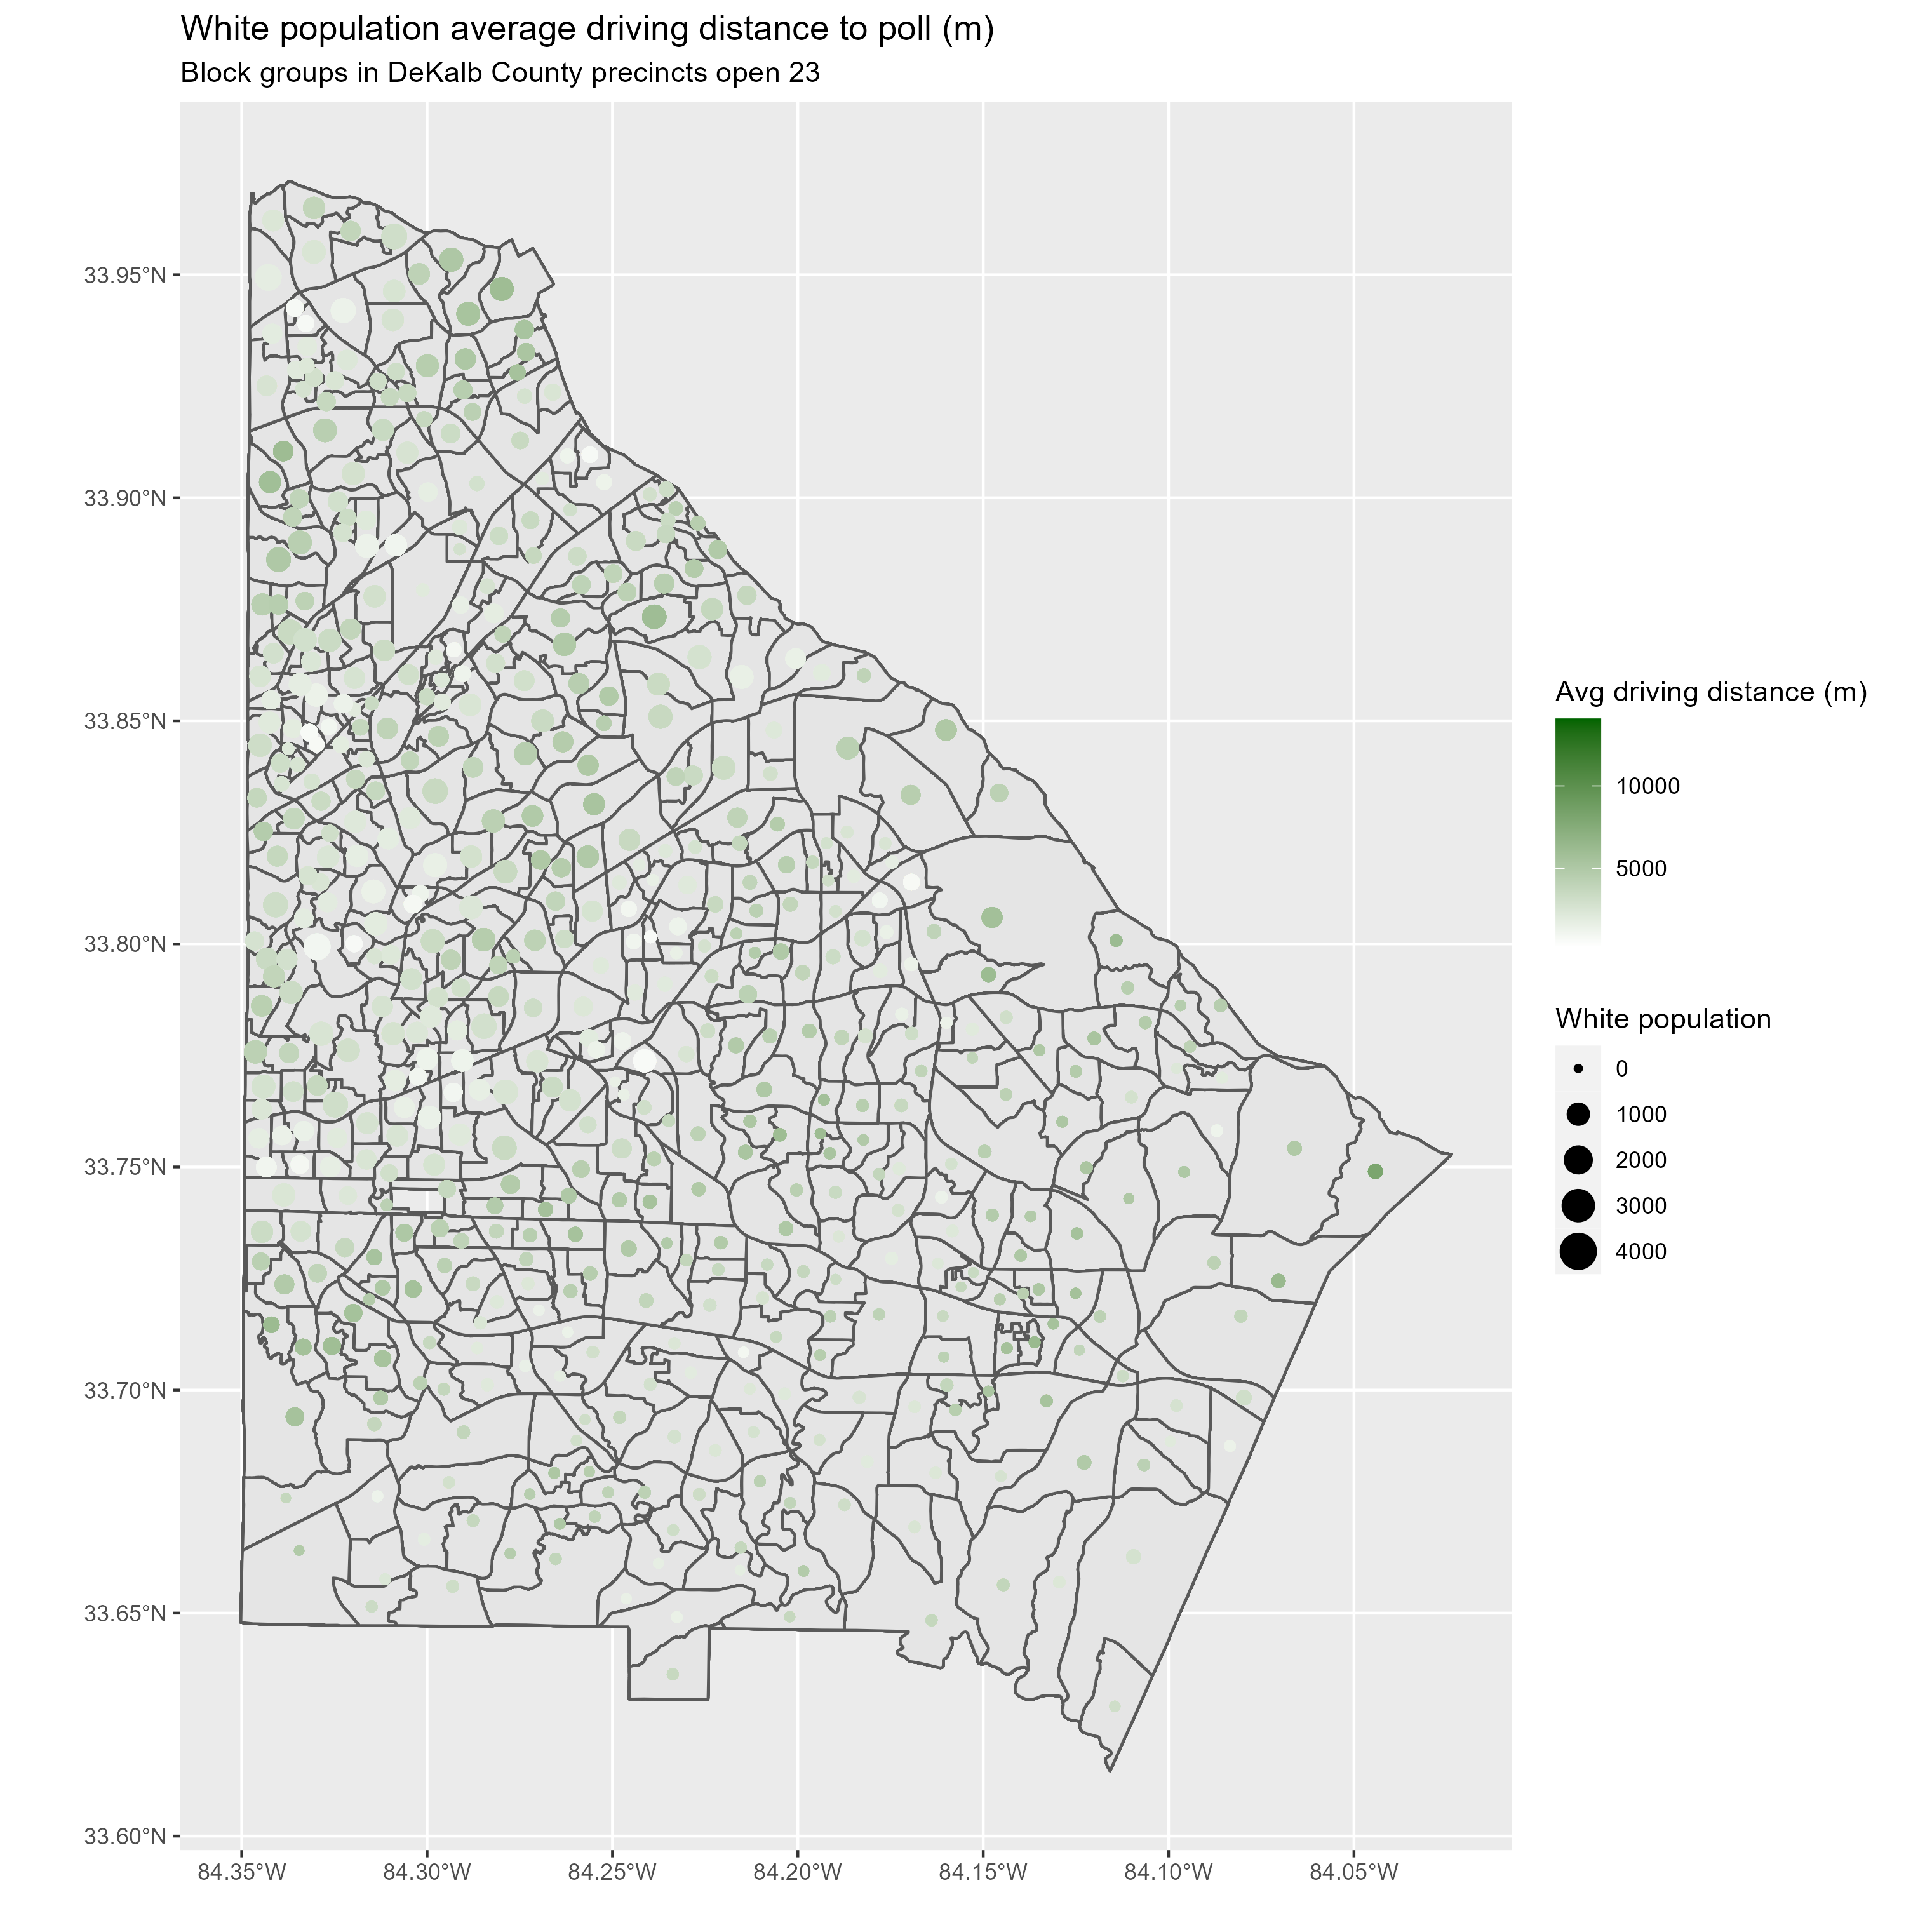 White population average driving distance to poll (m)
Block groups in DeKalb County precincts open 23
33.95°N
33.90°N
33.85°N
33.80°N
33.75°N
33.70°N
33.65°N
33.60°N
84.35°W
84.30°W
84.25°W
84.20°W
84.15°W
84.10°W
84.05°W
Avg driving distance (m)
10000
5000
White population
0
1000
2000
3000
4000